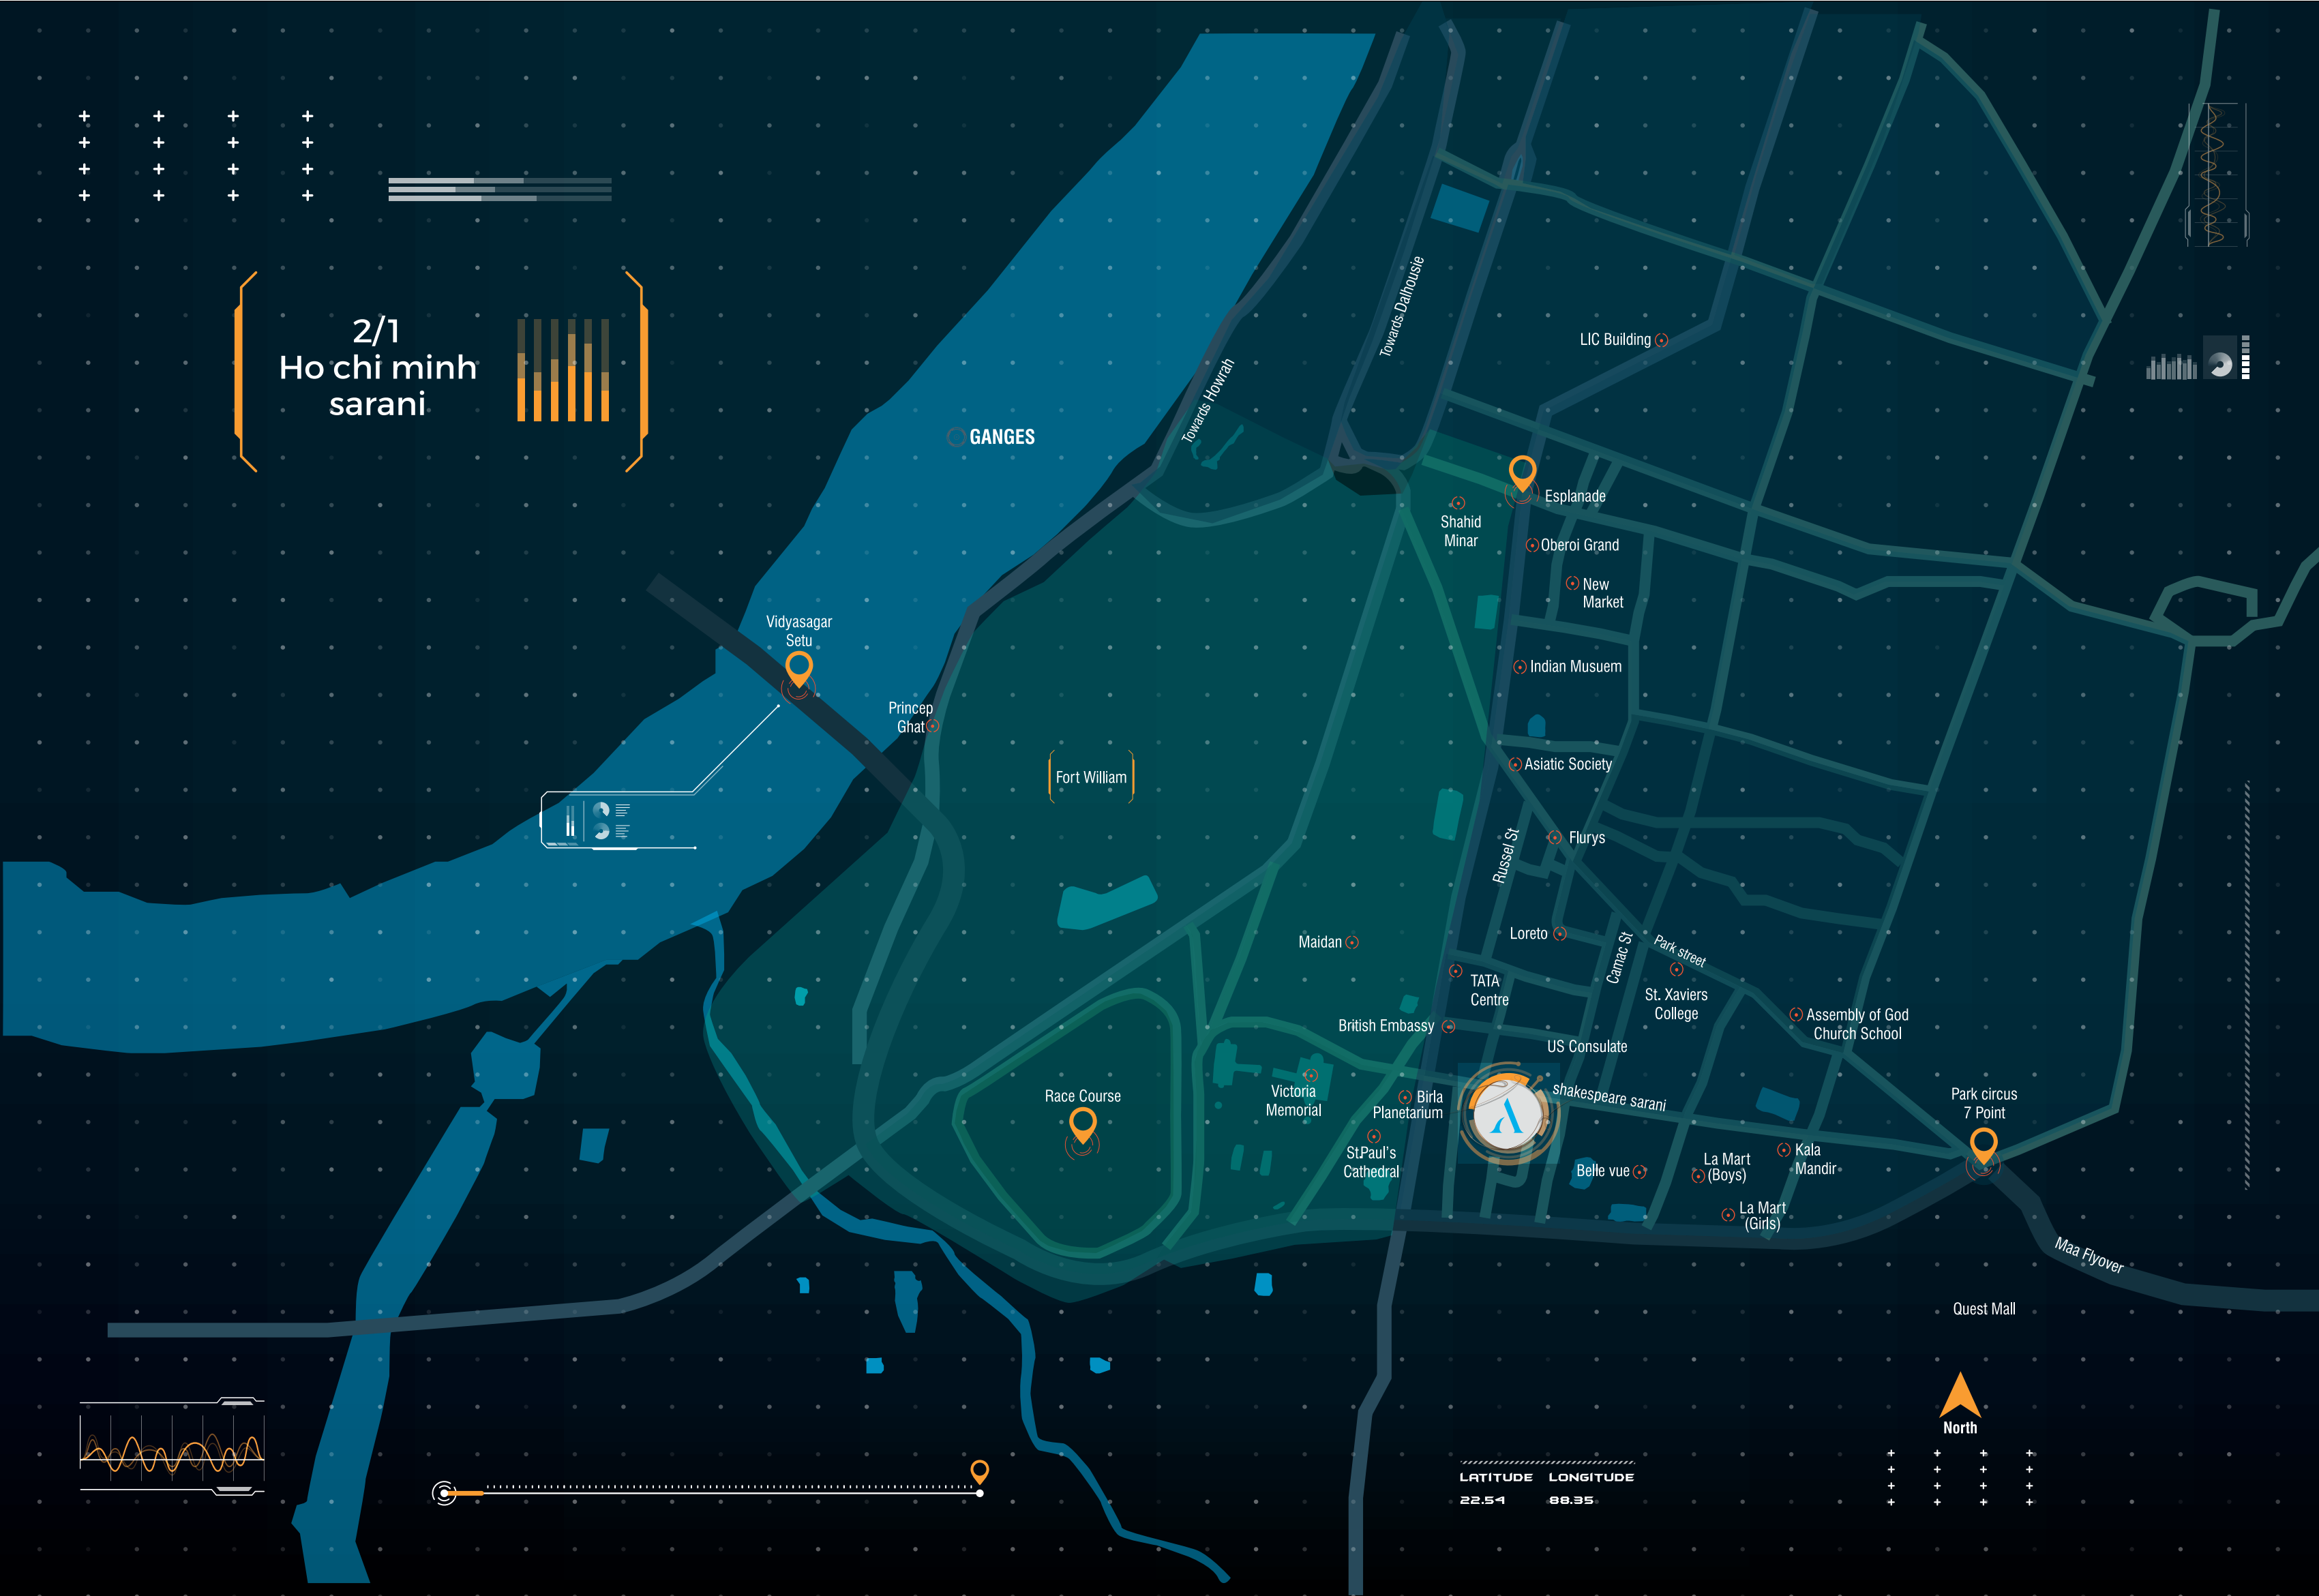 2/1
Ho chi minh
sarani
GANGES
Towards Howrah
Towards Dalhousie
LIC Building
Esplanade
Shahid
Minar
Oberoi Grand
New
Market
Vidyasagar
Setu
Indian Musuem
Princep
Ghat
Fort William
Asiatic Society
Russel St
Flurys
Loreto
Camac St
Park street
Maidan
TATA
Centre
St. Xaviers
College
British Embassy
Assembly of God
Church School
US Consulate
Race Course
Victoria
Memorial
Birla
Planetarium
shakespeare sarani
Park circus
7 Point
St.Paul's
Cathedral
Belle vue
La Mart
(Boys)
Kala
Mandir
La Mart
(Girls)
Maa Flyover
Quest Mall
North
LATITUDE LONGITUDE
22.54 88.35